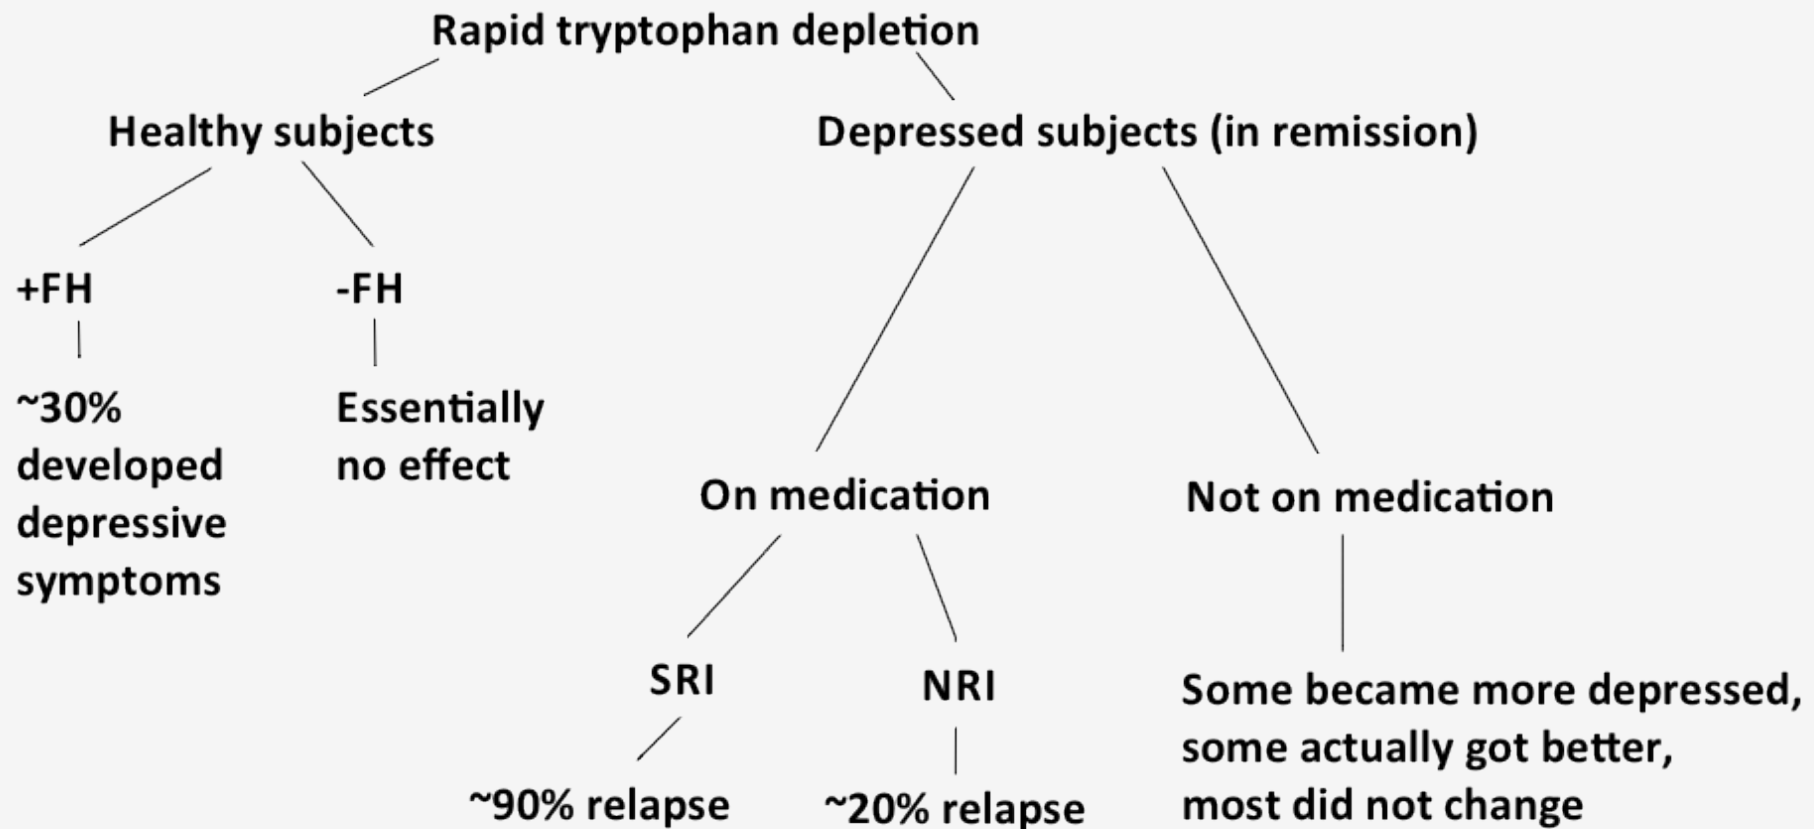 Rapid tryptophan depletion
Healthy subjects
Depressed subjects (in remission)
+FH
-FH
~30%
developed
depressive
symptoms
Essentially
no effect
On medication
Not on medication
SRI
NRI
~90% relapse
~20% relapse
Some became more depressed,
some actually got better,
most did not change